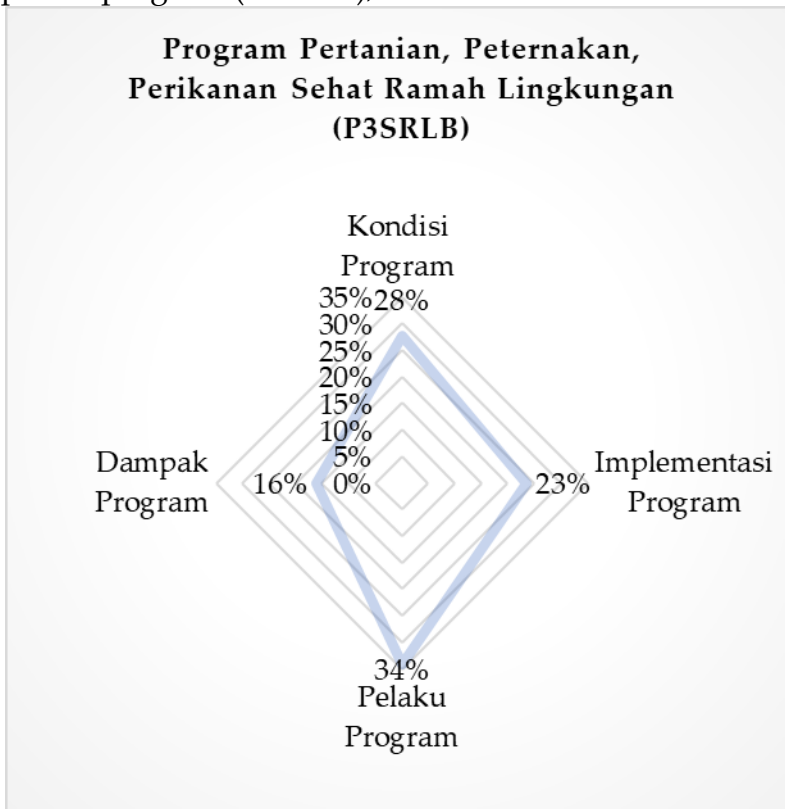 Program Pertanian, Peternakan,
Perikanan Sehat Ramah Lingkungan
(P3SRLB)
Kondisi
Program
35% 28%
30%
25%
20%
15%
10%
5%
0%
Implementasi
Program
23%
34%
Pelaku
Program
Dampak
Program
16%